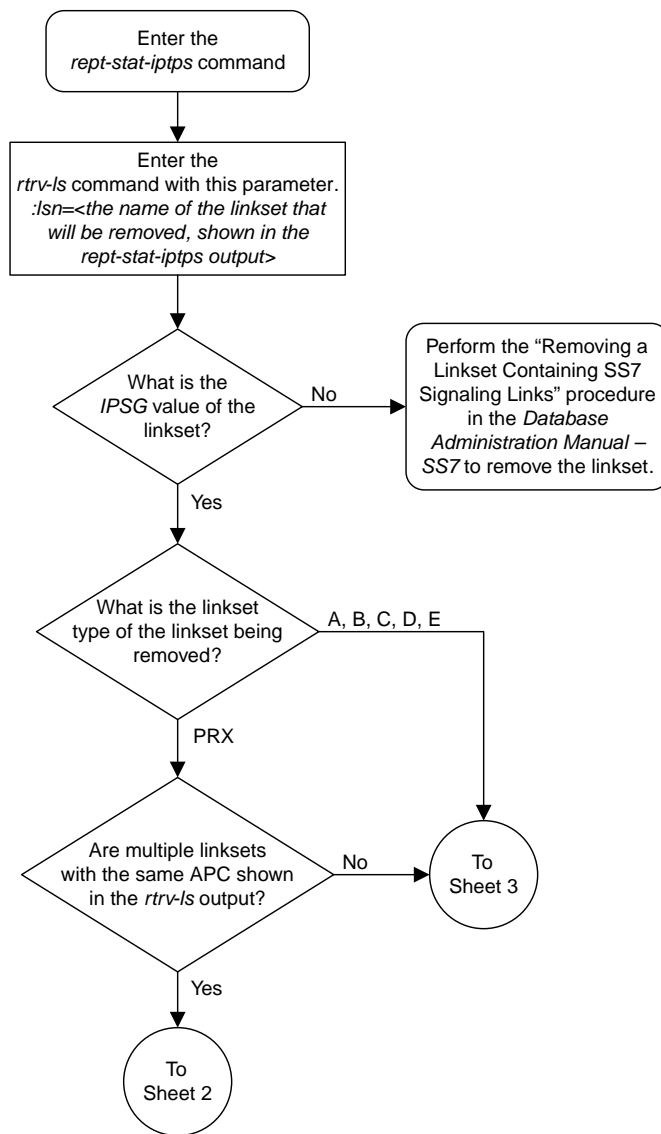 Enter the
rept-stat-iptps command
Enter the
rtrv-ls command with this parameter.
:lsn=<the name of the linkset that
will be removed, shown in the
rept-stat-iptps output>
What is the
IPSG value of the
linkset?
No
Perform the “Removing a
Linkset Containing SS7
Signaling Links” procedure
in the Database
Administration Manual –
SS7 to remove the linkset.
Yes
What is the linkset
type of the linkset being
removed?
A, B, C, D, E
PRX
Are multiple linksets
with the same APC shown
in the rtrv-ls output?
No
To
Sheet 3
Yes
To
Sheet 2